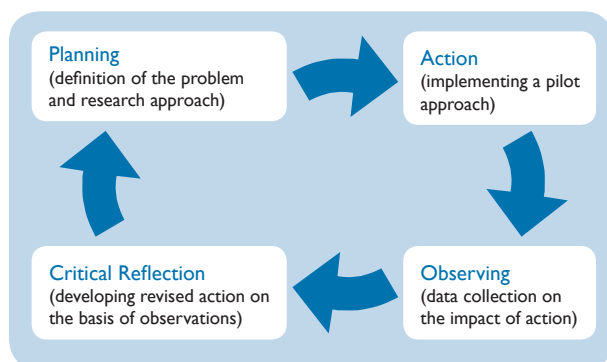 Planning
(definition of the problem
and research approach)
Action
(implementing a pilot
approach)
Critical Reflection
(developing revised action on
the basis of observations)
Observing
(data collection on
the impact of action)